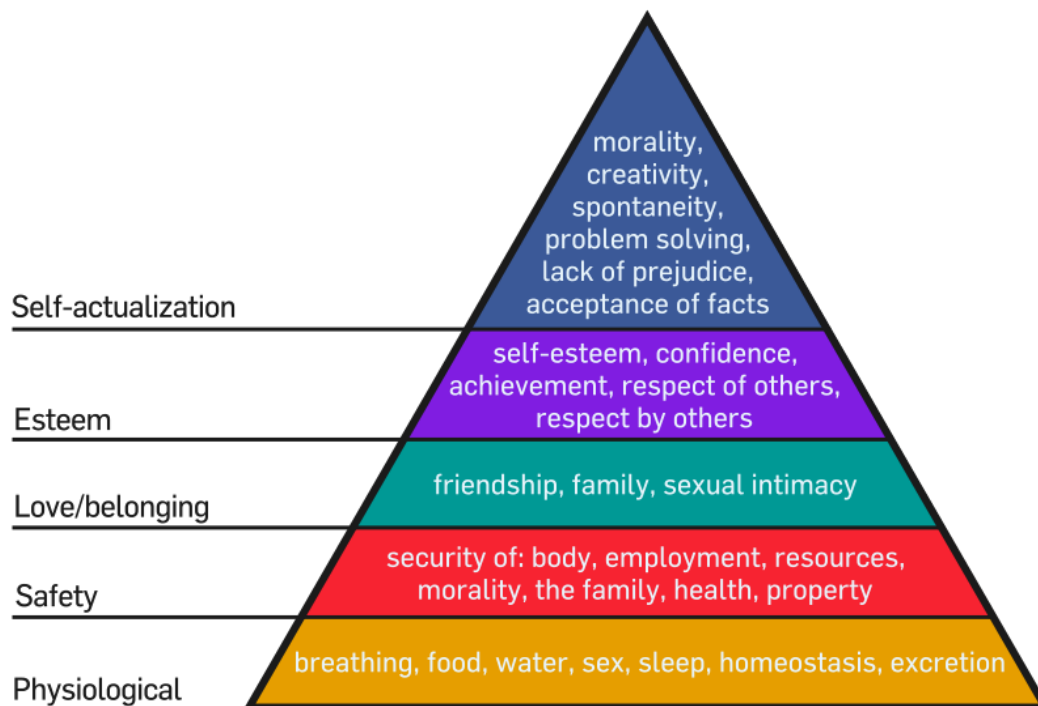 morality,
creativity,
spontaneity,
problem solving,
lack of prejudice,
acceptance of facts
Self-actualization
self-esteem, confidence,
achievement, respect of others,
respect by others
Esteem
friendship, family, sexual intimacy
Love/belonging
security of: body, employment, resources,
morality, the family, health, property
Safety
breathing, food, water, sex, sleep, homeostasis, excretion
Physiological